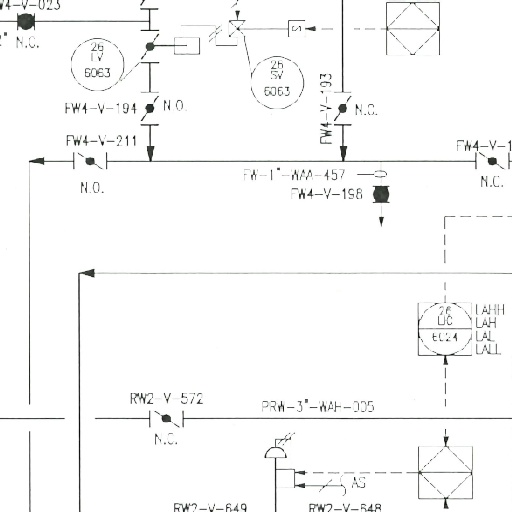 V4-V-023
2" N.C.
26
LV
6063
26
SV
6063
S
FW4-V-193
FW4-V-194
N.O.
N.O.
FW4-V-211
N.O.
FW4-V-1
N.C.
FW-1"-WAA-457
FW4-V-198
26
LIC
6024
LAHH
LAH
LAL
LALL
RW2-V-572
N.C.
PRW-3"-WAH-005
AS
RW2-V-649
RW2-V-648